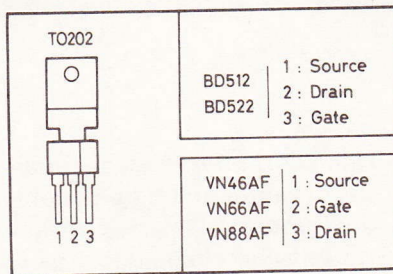 TO202
1 2 3
BD512
BD522
1 : Source
2 : Drain
3 : Gate
VN46AF
VN66AF
VN88AF
1 : Source
2 : Gate
3 : Drain